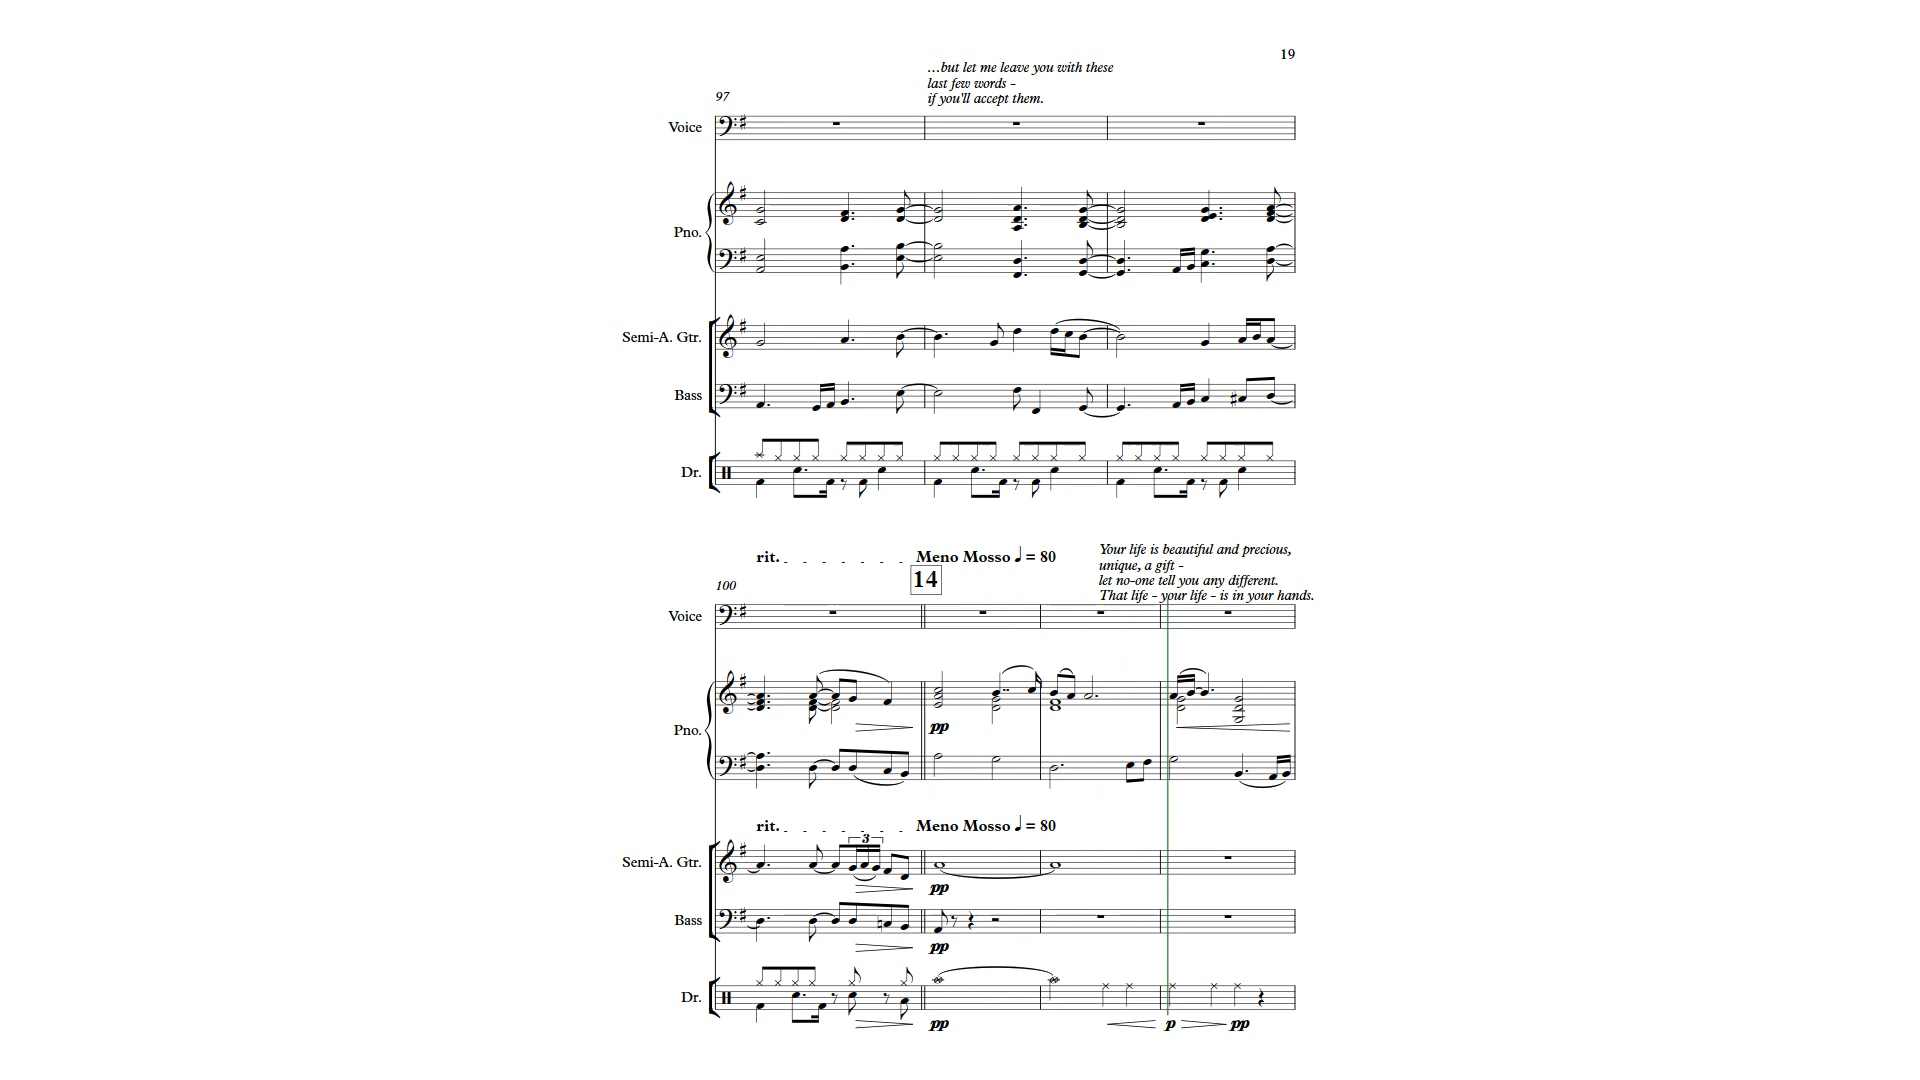 19
…but let me leave you with these
last few words -
if you'll accept them.
97
Voice
Pno.
Semi-A. Gtr.
Bass
Dr.
rit. Meno Mosso ♩ = 80
14
Your life is beautiful and precious,
unique, a gift -
let no-one tell you any different.
That life - your life - is in your hands.
100
Voice
Pno.
pp
rit. Meno Mosso ♩ = 80
3
Semi-A. Gtr.
pp
Bass
pp
Dr.
pp p pp